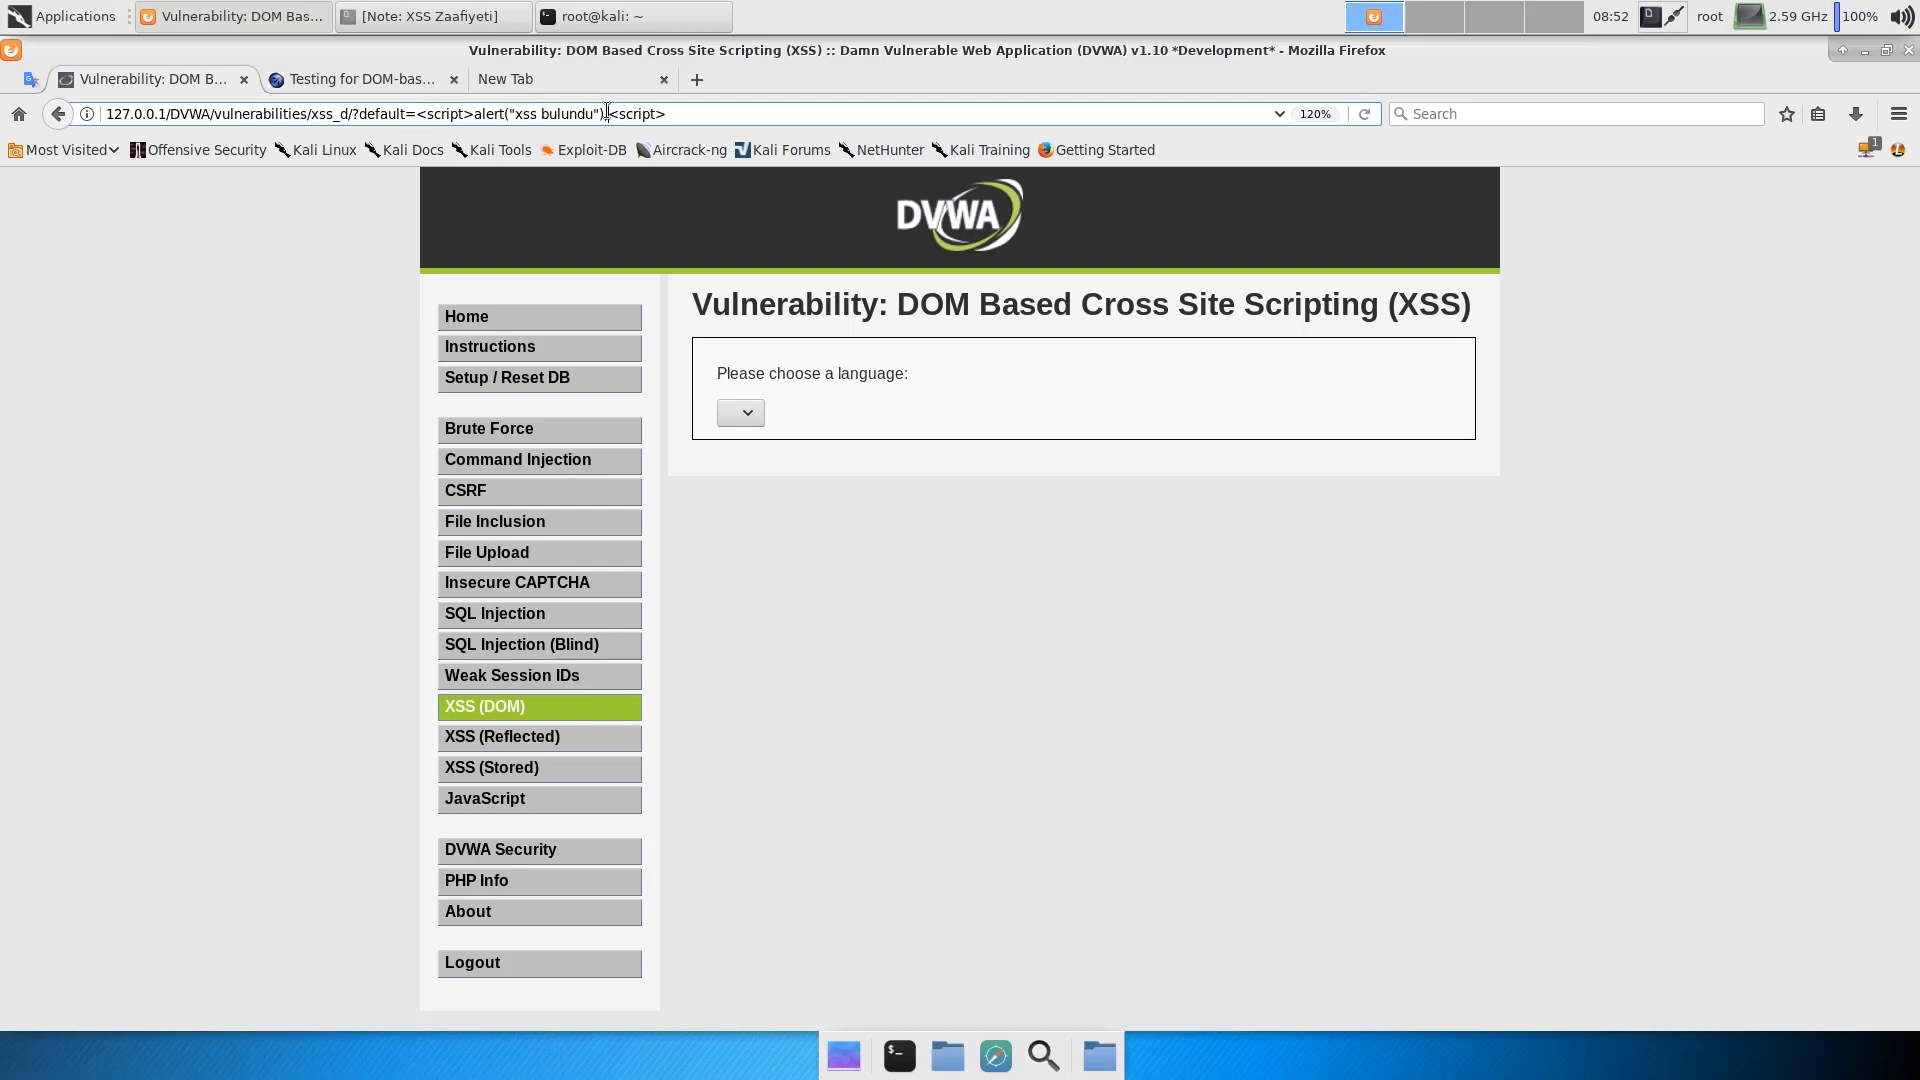 Applications
Vulnerability: DOM Bas...
[Note: XSS Zaafiyeti]
root@kali: ~
08:52
root
2.59 GHz
100%
Vulnerability: DOM Based Cross Site Scripting (XSS) :: Damn Vulnerable Web Application (DVWA) v1.10 *Development* - Mozilla Firefox
Vulnerability: DOM B...
Testing for DOM-bas...
New Tab
127.0.0.1/DVWA/vulnerabilities/xss_d/?default=<script>alert("xss bulundu");<script>
120%
Search
Most Visited
Offensive Security
Kali Linux
Kali Docs
Kali Tools
Exploit-DB
Aircrack-ng
Kali Forums
NetHunter
Kali Training
Getting Started
1
DVWA
Vulnerability: DOM Based Cross Site Scripting (XSS)
Please choose a language:
Home
Instructions
Setup / Reset DB
Brute Force
Command Injection
CSRF
File Inclusion
File Upload
Insecure CAPTCHA
SQL Injection
SQL Injection (Blind)
Weak Session IDs
XSS (DOM)
XSS (Reflected)
XSS (Stored)
JavaScript
DVWA Security
PHP Info
About
Logout